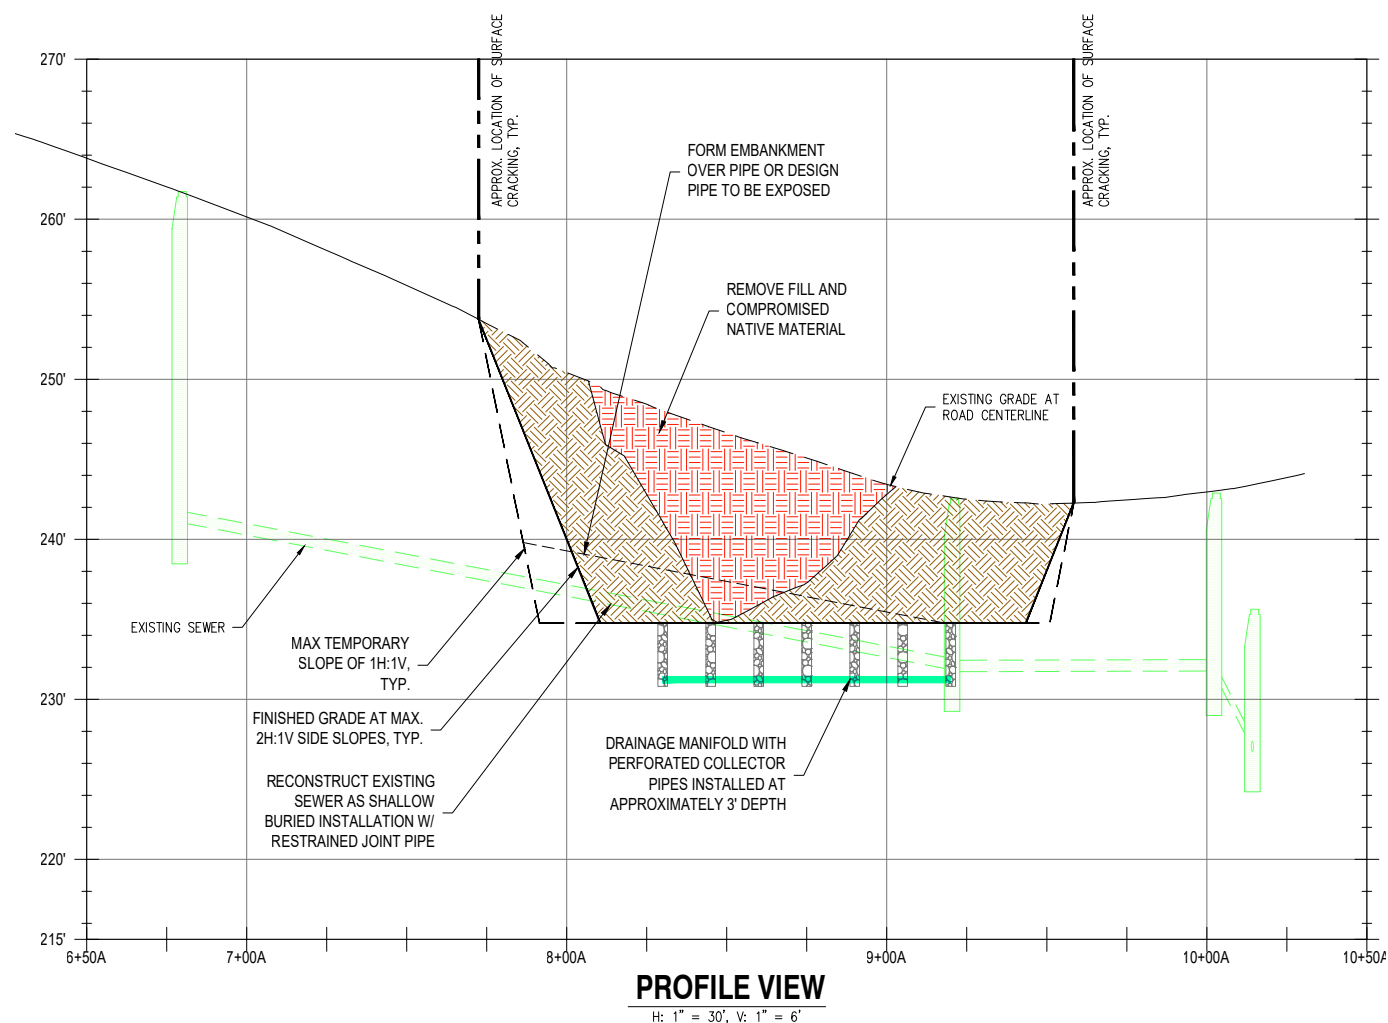 270'
260'
250'
240'
230'
220'
215'
APPROX. LOCATION OF SURFACE
CRACKING, TYP.
APPROX. LOCATION OF SURFACE
CRACKING, TYP.
FORM EMBANKMENT
OVER PIPE OR DESIGN
PIPE TO BE EXPOSED
REMOVE FILL AND
COMPROMISED
NATIVE MATERIAL
EXISTING GRADE AT
ROAD CENTERLINE
EXISTING SEWER
MAX TEMPORARY
SLOPE OF 1H:1V,
TYP.
FINISHED GRADE AT MAX.
2H:1V SIDE SLOPES, TYP.
RECONSTRUCT EXISTING
SEWER AS SHALLOW
BURIED INSTALLATION W/
RESTRAINED JOINT PIPE
DRAINAGE MANIFOLD WITH
PERFORATED COLLECTOR
PIPES INSTALLED AT
APPROXIMATELY 3' DEPTH
6+50A
7+00A
8+00A
9+00A
10+00A
10+50A
PROFILE VIEW
H: 1" = 30', V: 1" = 6'